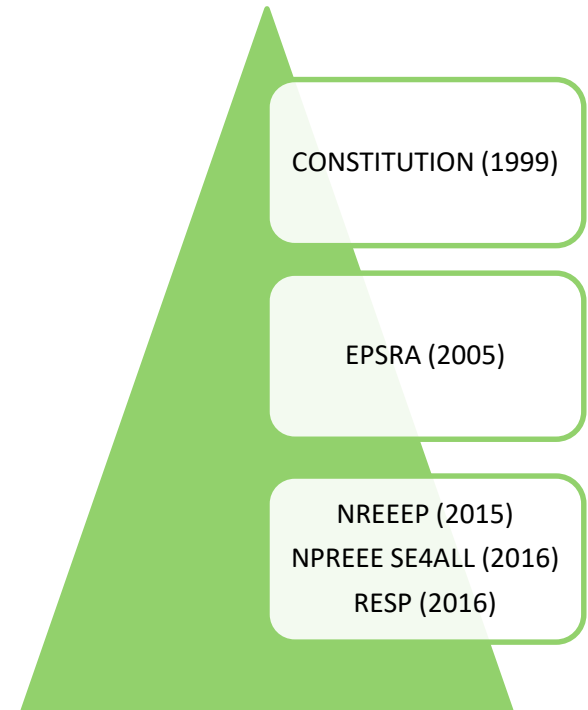 CONSTITUTION (1999)
EPSRA (2005)
NREEEP (2015)
NPREEE SE4ALL (2016)
RESP (2016)